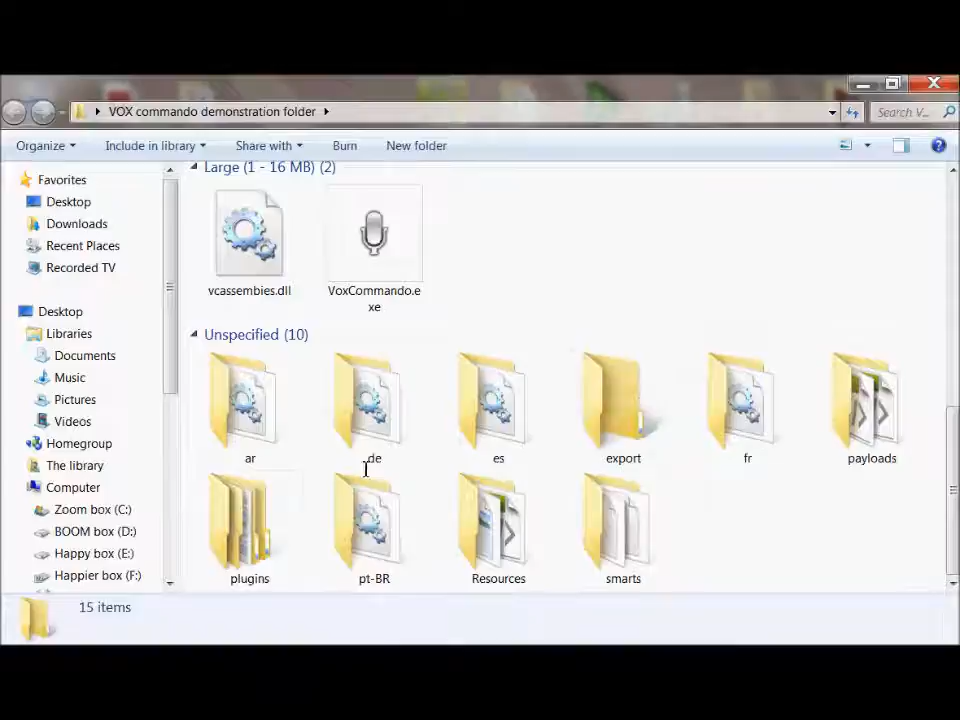 VOX commando demonstration folder
Search V...
Organize
Include in library
Share with
Burn
New folder
Favorites
Desktop
Downloads
Recent Places
Recorded TV
Desktop
Libraries
Documents
Music
Pictures
Videos
Homegroup
The library
Computer
Zoom box (C:)
BOOM box (D:)
Happy box (E:)
Happier box (F:)
Large (1 - 16 MB) (2)
vcassembies.dll
VoxCommando.e
xe
Unspecified (10)
ar
de
es
export
fr
payloads
plugins
pt-BR
Resources
smarts
15 items